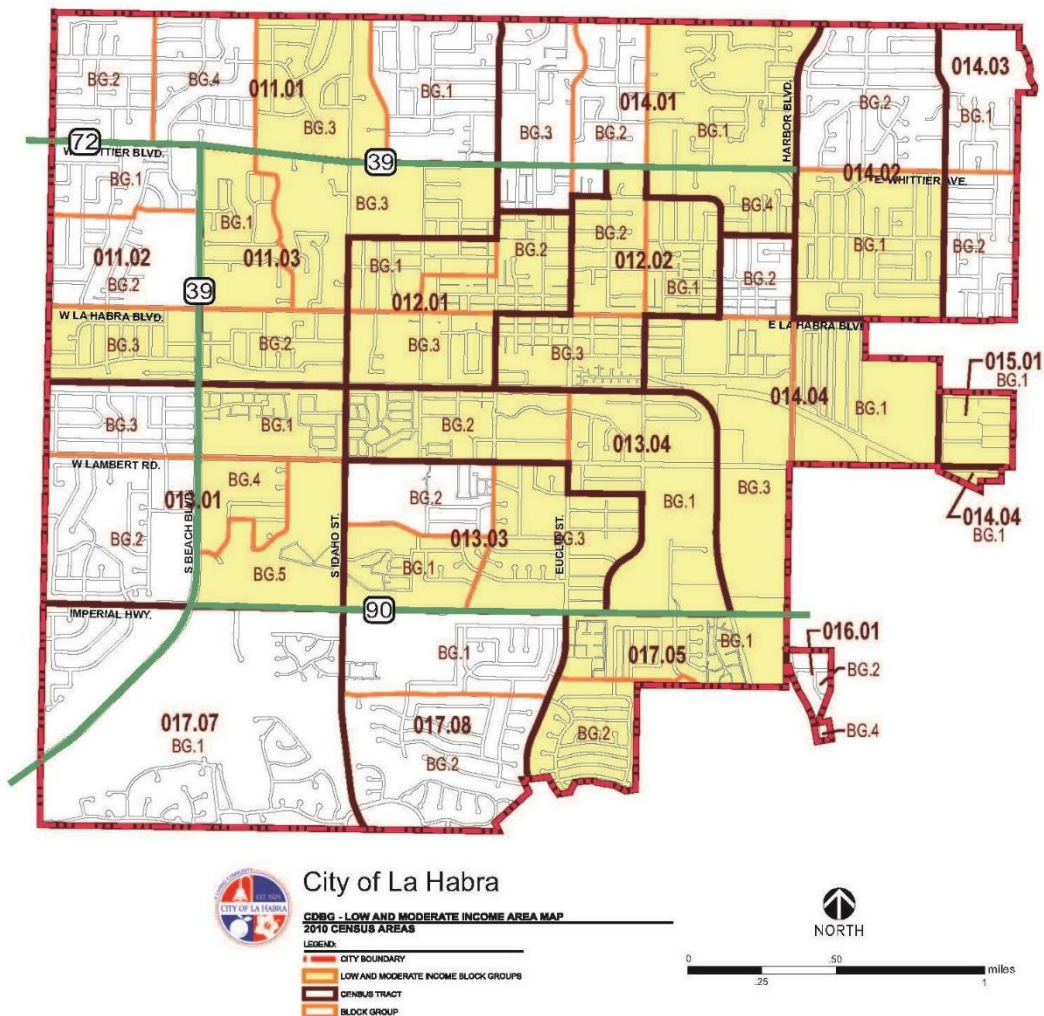 014.03
BG.2
BG.4
011.01
BG.1
014.01
BG.2
BG.1
BG.3
BG.3
BG.2
BG.1
HARBOR BLVD.
72
39
014.02
E. WHITTIER AVE.
BG.1
BG.3
BG.4
BG.1
BG.2
BG.1
BG.2
011.02
011.03
BG.1
012.02
BG.2
BG.2
BG.2
39
012.01
BG.1
W LA HABRA BLVD.
BG.3
BG.2
BG.3
BG.3
014.04
015.01
BG.1
BG.1
BG.3
BG.1
BG.2
013.04
W LAMBERT RD.
BG.4
BG.2
BG.1
BG.3
014.04
BG.1
013.01
BG.2
S IDAHO ST.
013.03
EUCLID ST.
BG.3
BG.5
BG.1
IMPERIAL HWY.
90
016.01
BG.1
017.05
BG.1
BG.2
017.07
BG.1
017.08
BG.2
BG.2
BG.4
City of La Habra
CITY OF LA HABRA
CDBG - LOW AND MODERATE INCOME AREA MAP
2010 CENSUS AREAS
LEGEND:
CITY BOUNDARY
LOW AND MODERATE INCOME BLOCK GROUPS
CENSUS TRACT
BLOCK GROUP
NORTH
0
.50
miles
.25
1